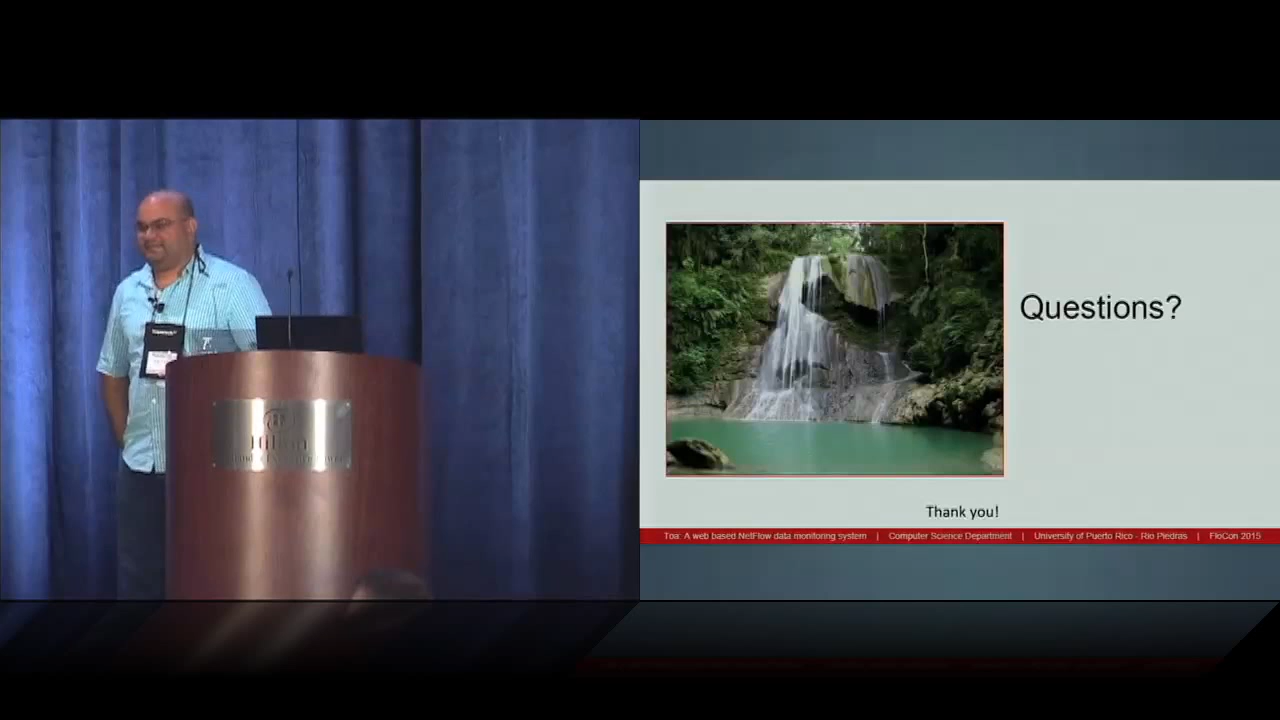 Hilton
Questions?
Thank you!
Toa: A web based NetFlow data monitoring system | Computer Science Department | University of Puerto Rico - Rio Piedras | FloCon 2015